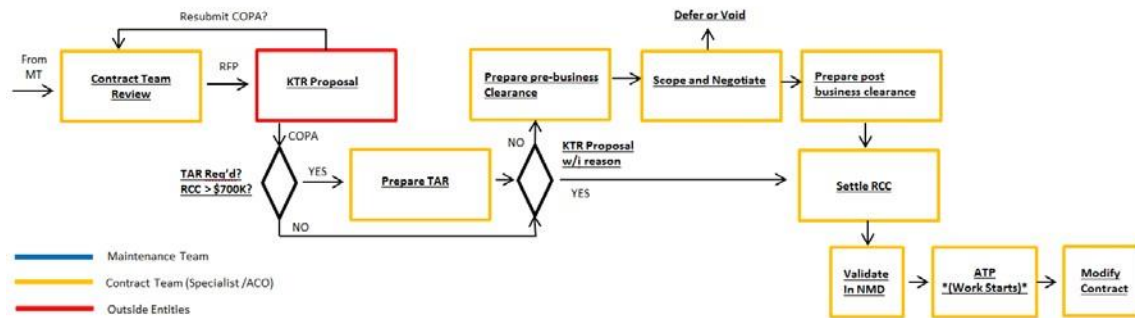 Resubmit COPA?
From
MT
Contract Team
Review
RFP
KTR Proposal
COPA
TAR Req'd?
RCC > $700K?
YES
NO
Prepare TAR
NO
Prepare pre-business
Clearance
Defer or Void
Scope and Negotiate
Prepare post
business clearance
KTR Proposal
w/i reason
YES
Settle RCC
Validate
In NMD
ATP
*(Work Starts)*
Modify
Contract
Maintenance Team
Contract Team (Specialist /ACO)
Outside Entities